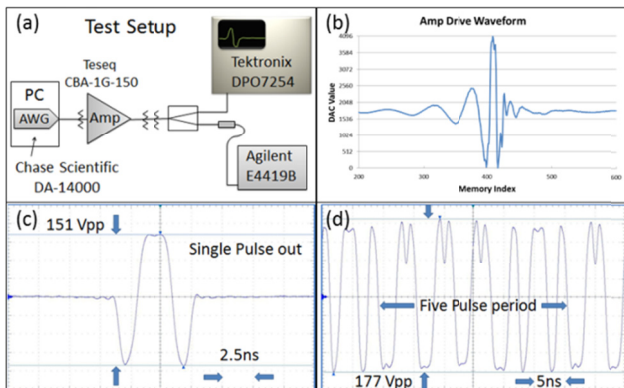 (a)
Test Setup
Teseq
CBA-1G-150
PC
AWG
Amp
Tektronix
DPO7254
Agilent
E4419B
Chase Scientific
DA-14000
(b)
Amp Drive Waveform
DAC Value
4096
3584
3072
2560
2048
1536
1024
512
0
200
300
400
500
600
Memory Index
(c)
151 Vpp
Single Pulse out
2.5ns
(d)
Five Pulse period
177 Vpp
5ns